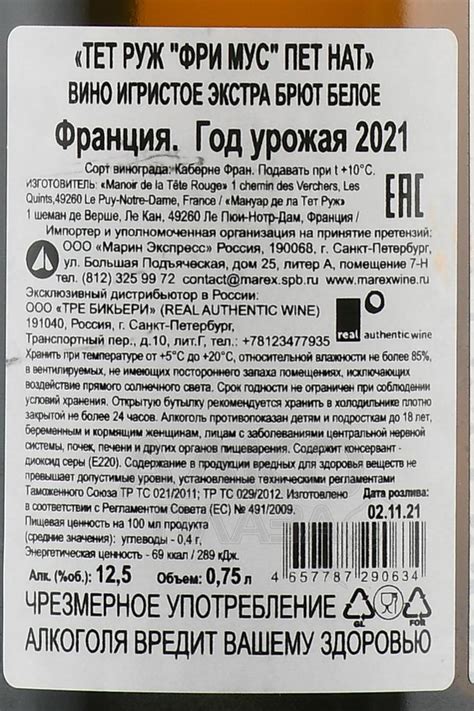 «ТЕТ РУЖ "ФРИ МУС" ПЕТ НАТ»
ВИНО ИГРИСТОЕ ЭКСТРА БРЮТ БЕЛОЕ
Франция. Год урожая 2021
Сорт винограда: Каберне Фран. Подавать при t +10°C.
ИЗГОТОВИТЕЛЬ: «Manoir de la Tête Rouge» 1 chemin des Verchers, Les
Quints,49260 Le Puy-Notre-Dame, France / «Мануар де ла Тет Руж»
1 шеман де Верше, Ле Кан, 49260 Ле Пюи-Нотр-Дам, Франция /
EAC
Импортер и уполномоченная организация на принятие претензий:
ООО «Марин Экспресс» Россия, 190068, г. Санкт-Петербург,
ул. Большая Подъяческая, дом 25, литер А, помещение 7-Н
тел. (812) 325 99 72 contact@marex.spb.ru www.marexwine.ru
Эксклюзивный дистрибьютор в России:
ООО «ТРЕ БИКЬЕРИ» (REAL AUTHENTIC WINE)
191040, Россия, г. Санкт-Петербург,
Транспортный пер., д.10, лит.Г, тел.: +78123477935
real authentic wine
Хранить при температуре от +5°C до +20°C, относительной влажности не более 85%,
в вентилируемых, не имеющих постороннего запаха помещениях, исключающих
воздействие прямого солнечного света. Срок годности не ограничен при соблюдении
условий хранения. Открытую бутылку рекомендуется хранить в холодильнике плотно
закрытой не более 24 часов. Алкоголь противопоказан детям и подросткам до 18 лет,
беременным и кормящим женщинам, лицам с заболеваниями центральной нервной
системы, почек, печени и других органов пищеварения. Содержит консервант -
диоксид серы (E220). Содержание в продукции вредных для здоровья веществ не
превышает допустимые уровни, установленные техническими регламентами
Таможенного Союза ТР ТС 021/2011; ТР ТС 029/2012. Изготовлено
в соответствии с Регламентом Совета (ЕС) № 491/2009.
Дата розлива:
02.11.21
Пищевая ценность на 100 мл продукта
(средние значения): углеводы - 0,4 г,
Энергетическая ценность - 69 ккал / 289 кДж.
Алк. (%об.): 12,5 Объем: 0,75 л
4 657787 290634
ЧРЕЗМЕРНОЕ УПОТРЕБЛЕНИЕ
АЛКОГОЛЯ ВРЕДИТ ВАШЕМУ ЗДОРОВЬЮ
GL
FOR